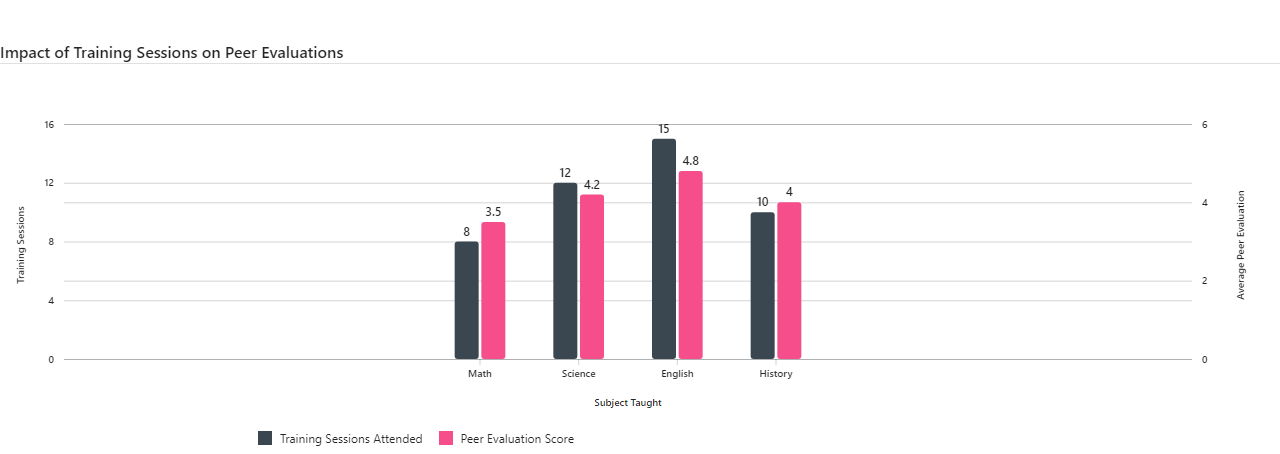 Impact of Training Sessions on Peer Evaluations
16
12
8
4
0
Training Sessions
6
4
2
0
Average Peer Evaluation
8
3.5
12
4.2
15
4.8
10
4
Math
Science
English
History
Subject Taught
Training Sessions Attended
Peer Evaluation Score